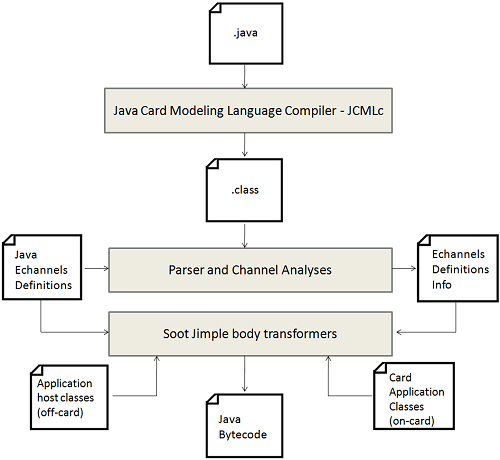 .java
Java Card Modeling Language Compiler - JCMLc
.class
Java
Echannels
Definitions
Parser and Channel Analyses
Echannels
Definitions
Info
Soot Jimple body transformers
Application
host classes
(off-card)
Java
Bytecode
Card
Application
Classes
(on-card)